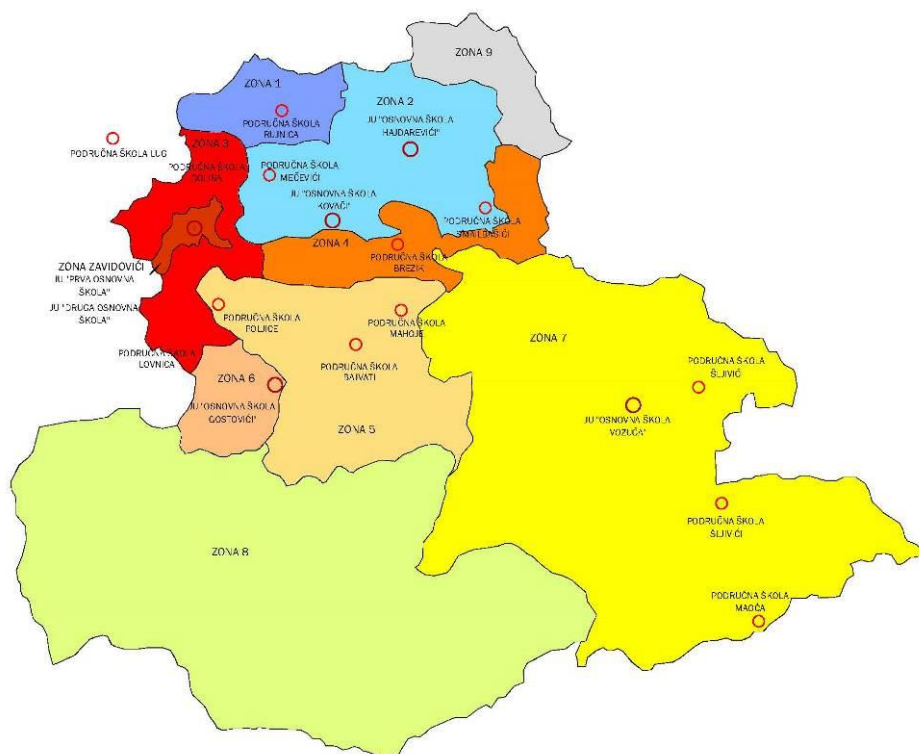 ZONA 9
ZONA 1
PODRUČNA ŠKOLA
RUJNICA
ZONA 2
JU "OSNOVNA ŠKOLA
HAJDAREVIĆI"
PODRUČNA ŠKOLA LUG
ZONA 3
PODRUČNA ŠKOLA
DOLINA
PODRUČNA ŠKOLA
MEČEVIĆI
JU "OSNOVNA ŠKOLA
KOVAČI"
PODRUČNA ŠKOLA
ZONA 4
PODRUČNA ŠKOLA
BREZIK
ZONA ZAVIDOVIĆI
JU "PRVA OSNOVNA
ŠKOLA"
JU "DRUGA OSNOVNA
ŠKOLA"
PODRUČNA ŠKOLA
POLJICE
PODRUČNA ŠKOLA
MAHOJE
ZONA 7
PODRUČNA ŠKOLA
LOVNICA
PODRUČNA ŠKOLA
BAJVATI
PODRUČNA ŠKOLA
ŠLJIVIĆI
ZONA 6
JU "OSNOVNA ŠKOLA
GOSTOVIĆI"
JU "OSNOVNA ŠKOLA
VOZUĆA"
ZONA 5
PODRUČNA ŠKOLA
ŠLJIVIĆI
ZONA 8
PODRUČNA ŠKOLA
MAOČA